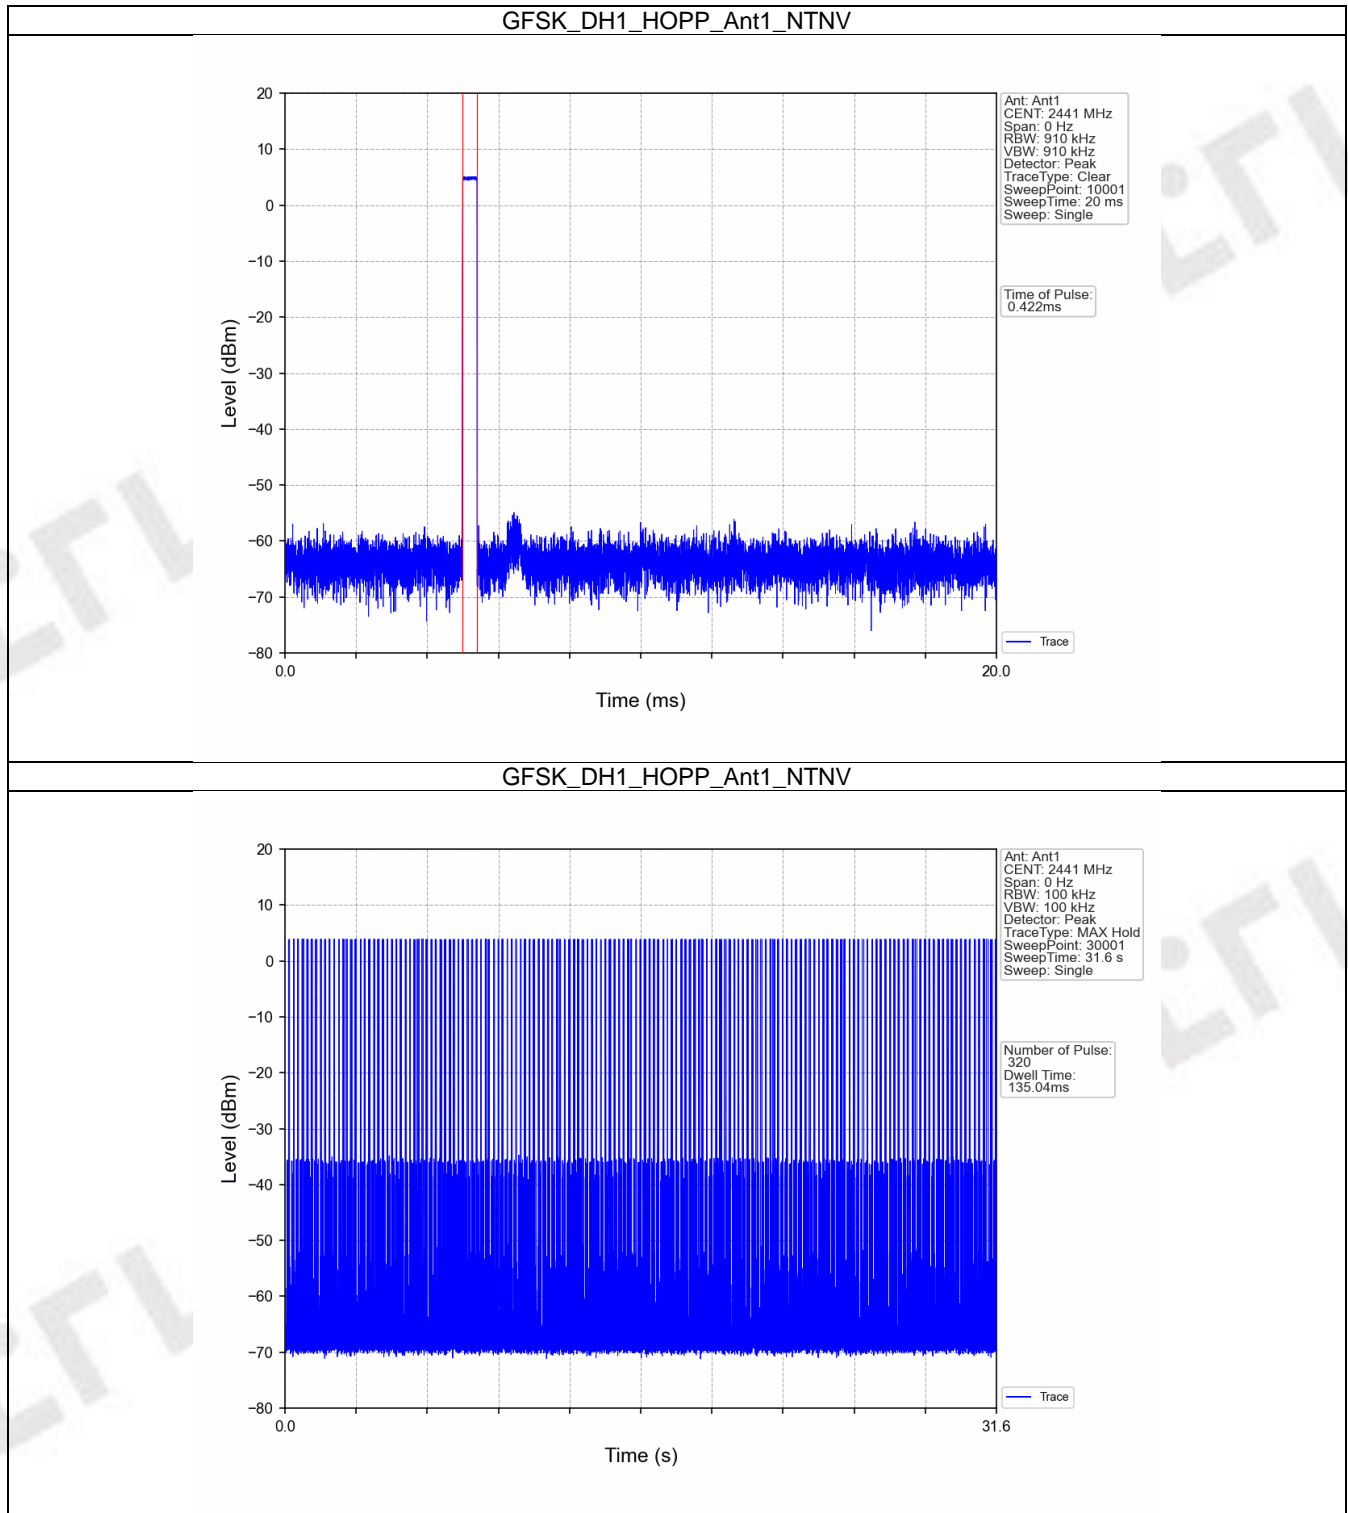 GFSK_DH1_HOPP_Ant1_NTNV
20
10
0
−10
−20
−30
−40
−50
−60
−70
−80
Level (dBm)
0.0
20.0
Time (ms)
Ant: Ant1
CENT: 2441 MHz
Span: 0 Hz
RBW: 910 kHz
VBW: 910 kHz
Detector: Peak
TraceType: Clear
SweepPoint: 10001
SweepTime: 20 ms
Sweep: Single
Time of Pulse:
0.422ms
Trace
GFSK_DH1_HOPP_Ant1_NTNV
20
10
0
−10
−20
−30
−40
−50
−60
−70
−80
Level (dBm)
0.0
31.6
Time (s)
Ant: Ant1
CENT: 2441 MHz
Span: 0 Hz
RBW: 100 kHz
VBW: 100 kHz
Detector: Peak
TraceType: MAX Hold
SweepPoint: 30001
SweepTime: 31.6 s
Sweep: Single
Number of Pulse:
320
Dwell Time:
135.04ms
Trace